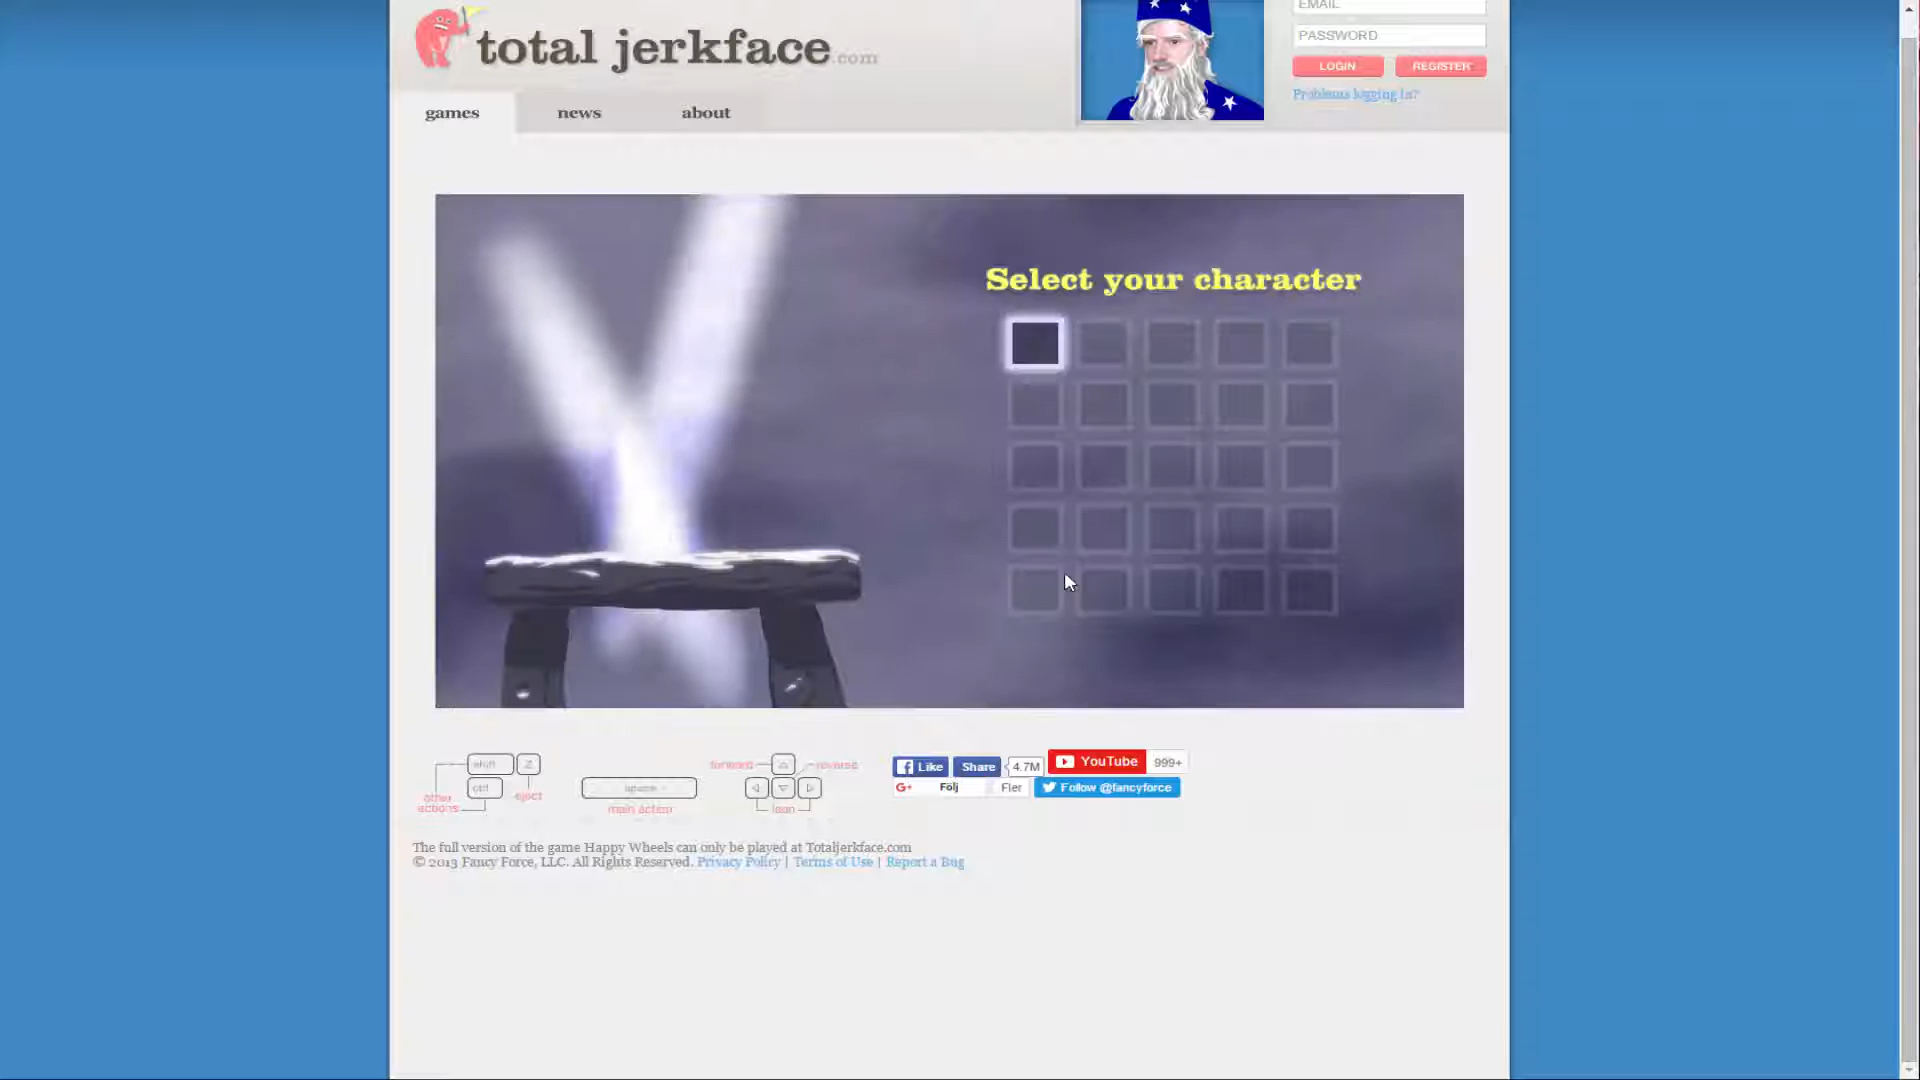 total jerkface.com
EMAIL
PASSWORD
LOGIN REGISTER
Problems logging in?
games news about
Select your character
shift Z
ctrl
other actions
eject
space
main action
forward reverse
lean
Like Share 4.7M YouTube 999+
G+ Följ Fler Follow @fancyforce
The full version of the game Happy Wheels can only be played at Totaljerkface.com
© 2013 Fancy Force, LLC. All Rights Reserved. Privacy Policy | Terms of Use | Report a Bug